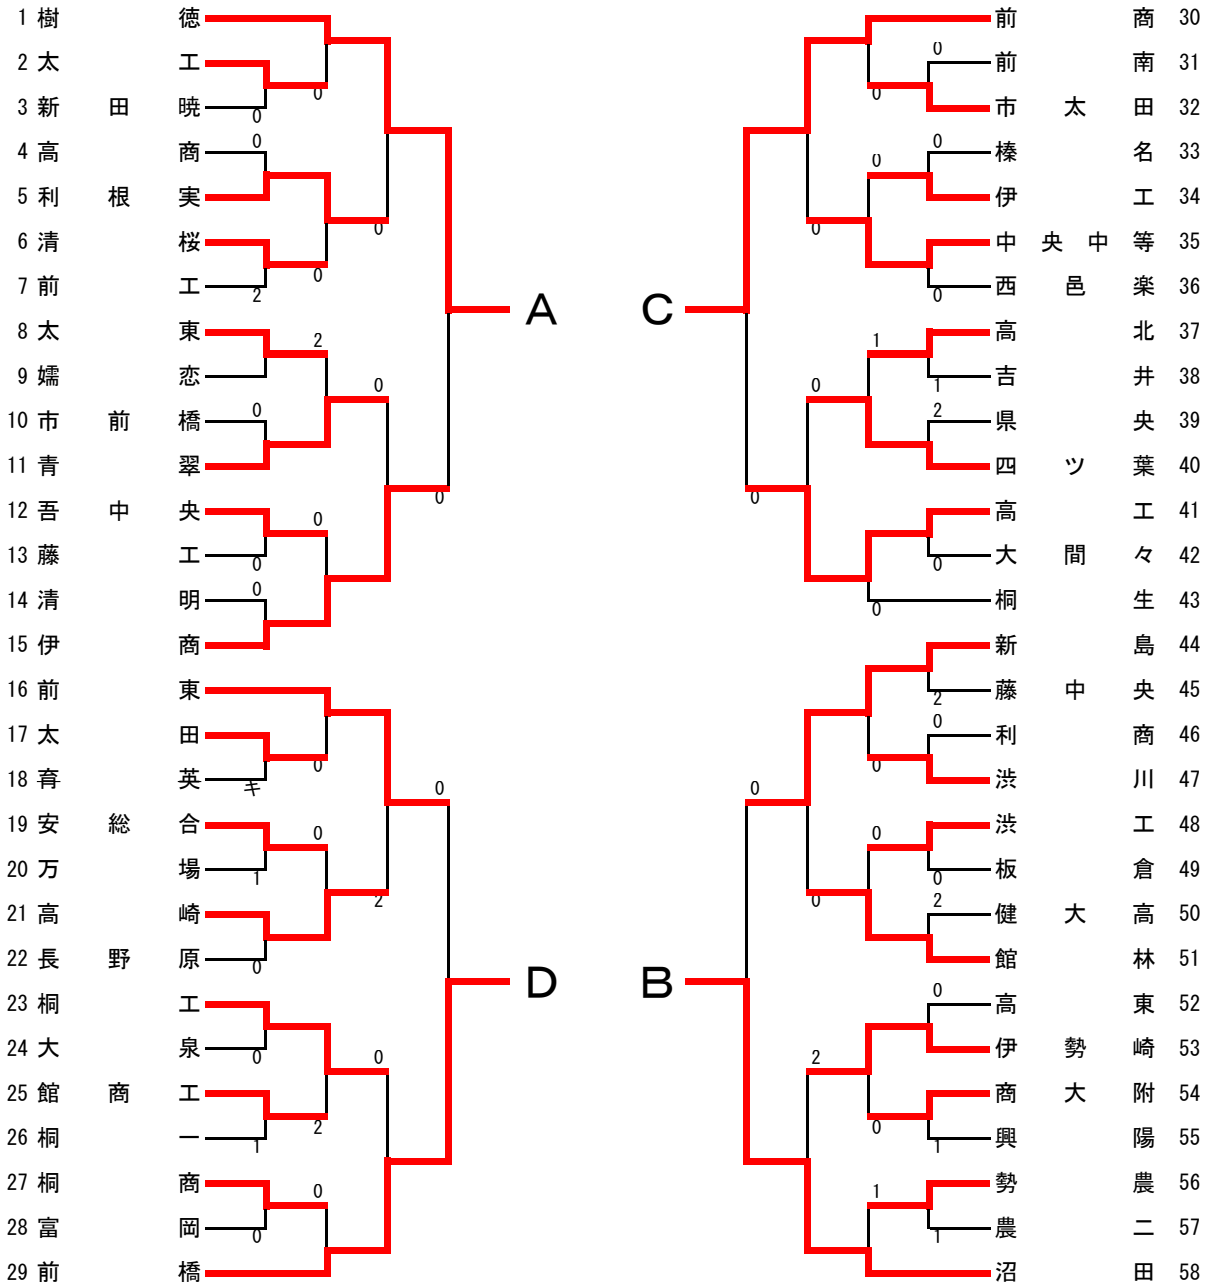 1 樹徳
2 太工
0
3 新田暁
0
4 高商
0
5 利根実
0
6 清桜
0
7 前工
2
8 太東
2
9 嬬恋
0
10 市前橋
0
11 青翠
0
12 吾中央
0
13 藤工
0
14 清明
0
15 伊商
16 前東
17 太田
0
18 育英
キ
0
19 安総合
0
20 万場
1
2
21 高崎
22 長野原
0
23 桐工
24 大泉
0
0
25 館商工
2
26 桐一
1
27 桐商
0
28 富岡
0
29 前橋
A
D
C
B
前商 30
0
前南 31
0
市太田 32
0
榛名 33
0
伊工 34
0
中央中等 35
西邑楽 36
0
高北 37
1
吉井 38
1
0
県央 39
2
四ツ葉 40
高工 41
0
大間々 42
0
桐生 43
0
新島 44
藤中央 45
2
利商 46
0
0
渋川 47
0
渋工 48
0
板倉 49
0
健大高 50
2
0
館林 51
高東 52
0
伊勢崎 53
2
商大附 54
0
興陽 55
1
勢農 56
1
農二 57
1
沼田 58